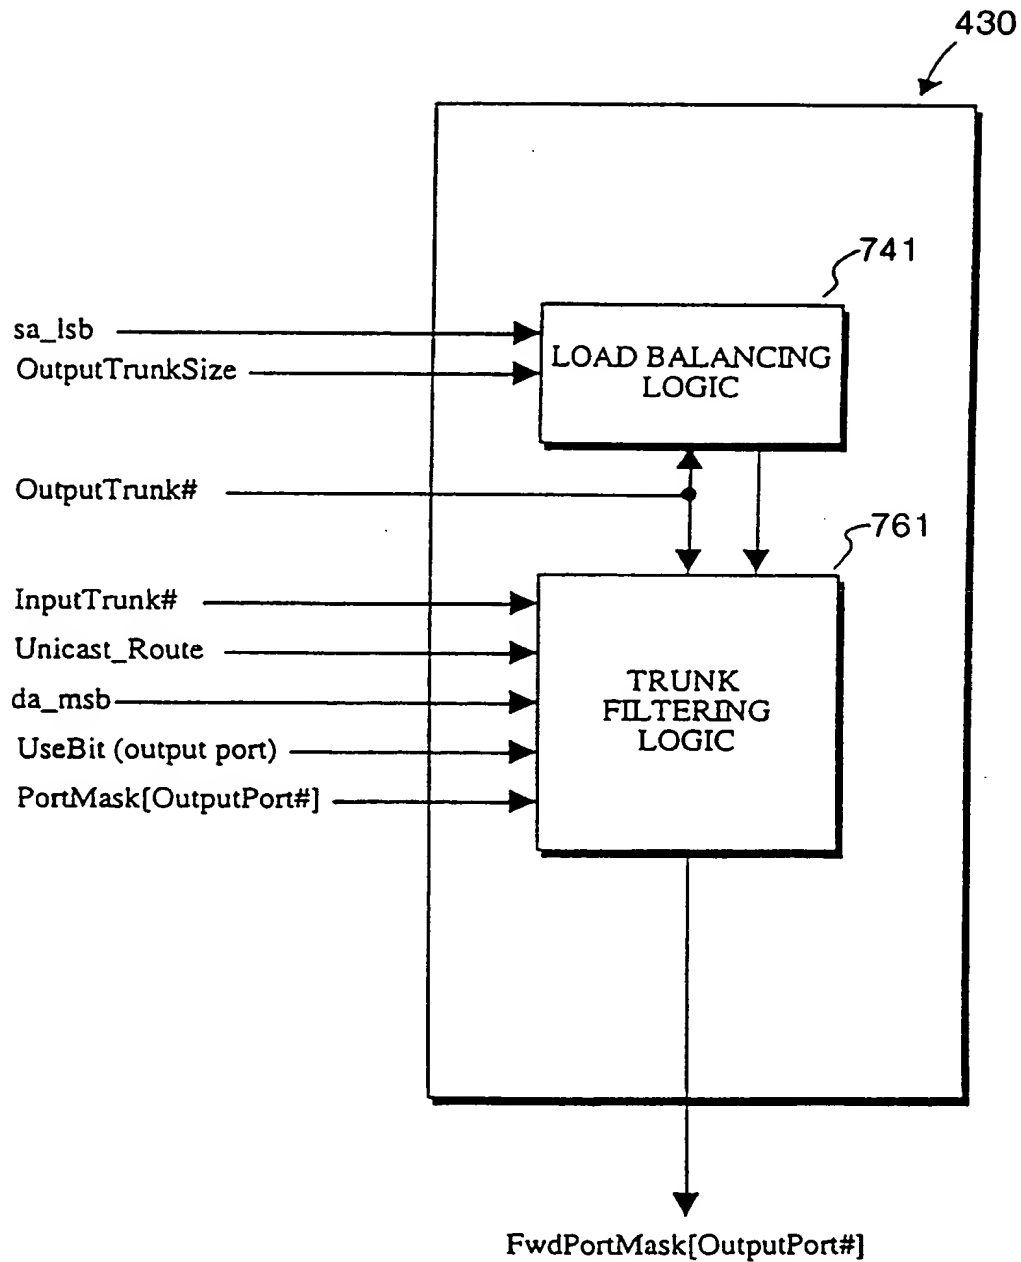 430
741
sa_lsb
LOAD BALANCING
LOGIC
OutputTrunkSize
OutputTrunk#
761
InputTrunk#
Unicast_Route
da_msb
UseBit (output port)
PortMask[OutputPort#]
TRUNK
FILTERING
LOGIC
FwdPortMask[OutputPort#]